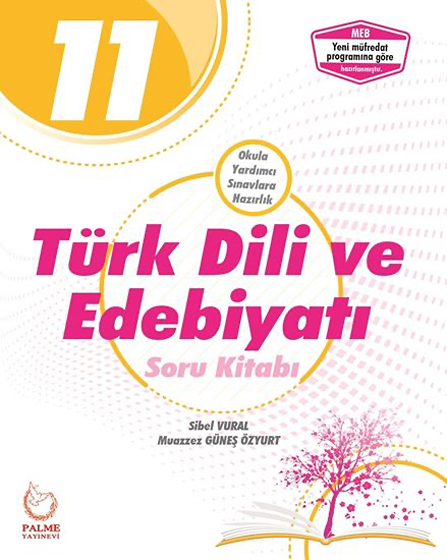 11
MEB
Yeni müfredat
programına göre
hazırlanmıştır.
Okula
Yardımcı
Sınavlara
Hazırlık
Türk Dili ve
Edebiyatı
Soru Kitabı
Sibel VURAL
Muazzez GÜNEŞ ÖZYURT
PALME
YAYINEVİ